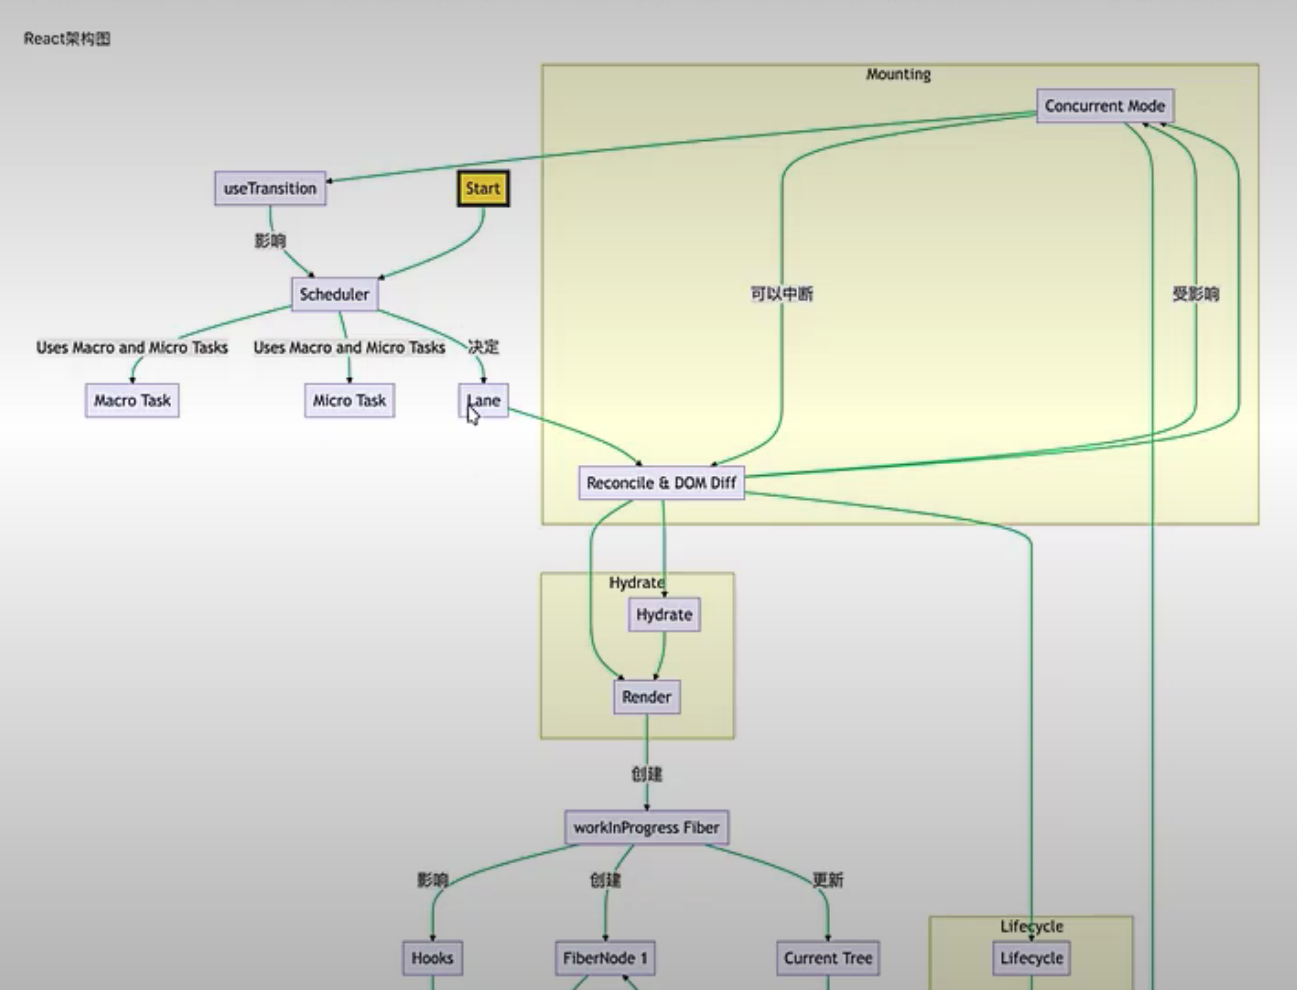 React架构图
Mounting
Concurrent Mode
useTransition
Start
影响
Scheduler
可以中断
受影响
Uses Macro and Micro Tasks
Uses Macro and Micro Tasks
决定
Macro Task
Micro Task
Lane
Reconcile & DOM Diff
Hydrate
Hydrate
Render
创建
workInProgress Fiber
影响
创建
更新
Lifecycle
Hooks
FiberNode 1
Current Tree
Lifecycle